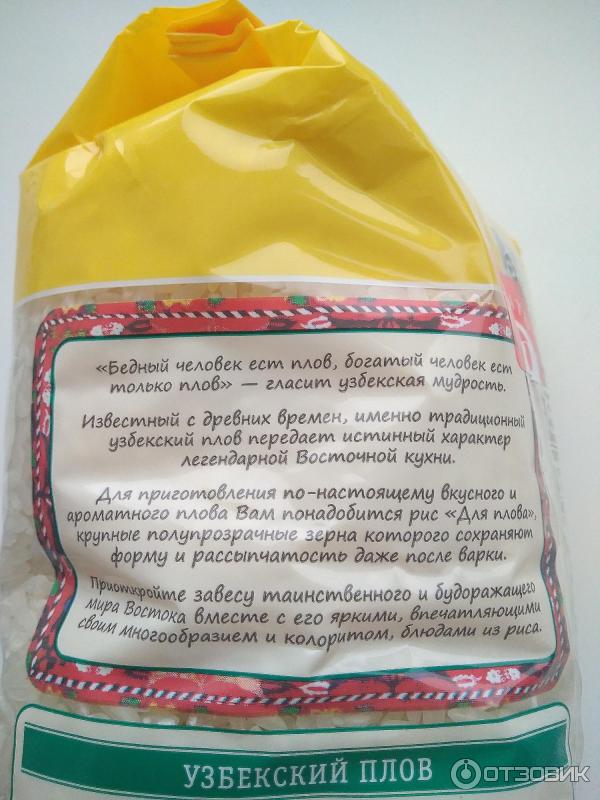 «Бедный человек ест плов, богатый человек ест
только плов» — гласит узбекская мудрость.
Известный с древних времен, именно традиционный
узбекский плов передает истинный характер
легендарной Восточной кухни.
Для приготовления по-настоящему вкусного и
ароматного плова Вам понадобится рис «Для плова»,
крупные полупрозрачные зерна которого сохраняют
форму и рассыпчатость даже после варки.
Приоткройте завесу таинственного и будоражащего
мира Востока вместе с его яркими, впечатляющими
своим многообразием и колоритом, блюдами из риса.
УЗБЕКСКИЙ ПЛОВ
ОТЗОВИК